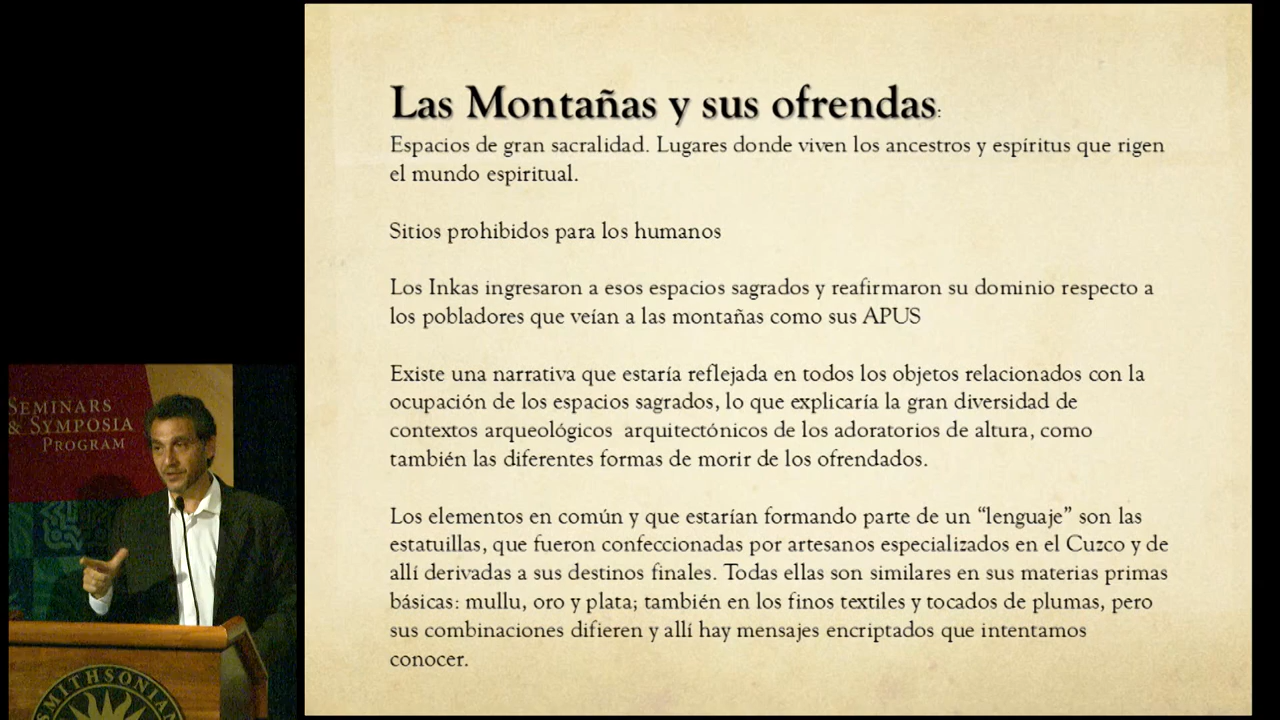 Las Montañas y sus ofrendas:
Espacios de gran sacralidad. Lugares donde viven los ancestros y espíritus que rigen
el mundo espiritual.
Sitios prohibidos para los humanos
Los Inkas ingresaron a esos espacios sagrados y reafirmaron su dominio respecto a
los pobladores que veían a las montañas como sus APUS
Existe una narrativa que estaría reflejada en todos los objetos relacionados con la
ocupación de los espacios sagrados, lo que explicaría la gran diversidad de
contextos arqueológicos arquitectónicos de los adoratorios de altura, como
también las diferentes formas de morir de los ofrendados.
Los elementos en común y que estarían formando parte de un “lenguaje” son las
estatuillas, que fueron confeccionadas por artesanos especializados en el Cuzco y de
allí derivadas a sus destinos finales. Todas ellas son similares en sus materias primas
básicas: mullu, oro y plata; también en los finos textiles y tocados de plumas, pero
sus combinaciones difieren y allí hay mensajes encriptados que intentamos
conocer.
SEMINARS
& SYMPOSIA
PROGRAM
SMITHSONIAN